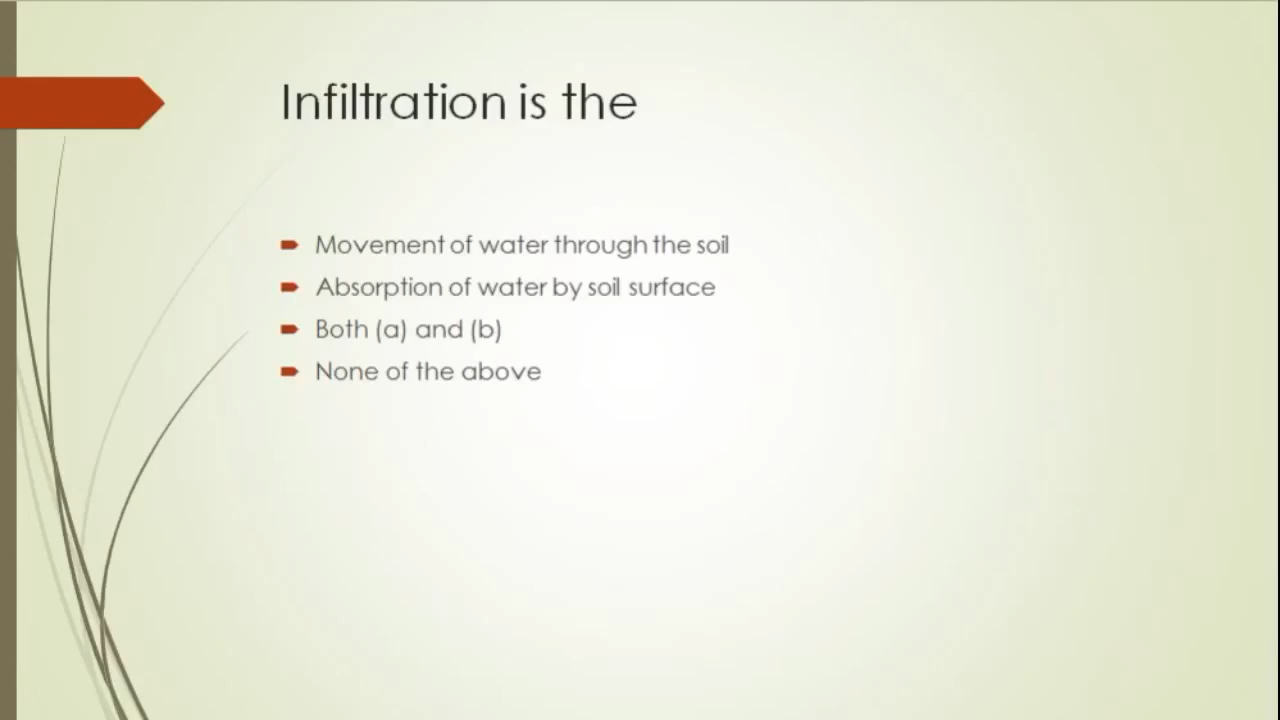 Infiltration is the
Movement of water through the soil
Absorption of water by soil surface
Both (a) and (b)
None of the above